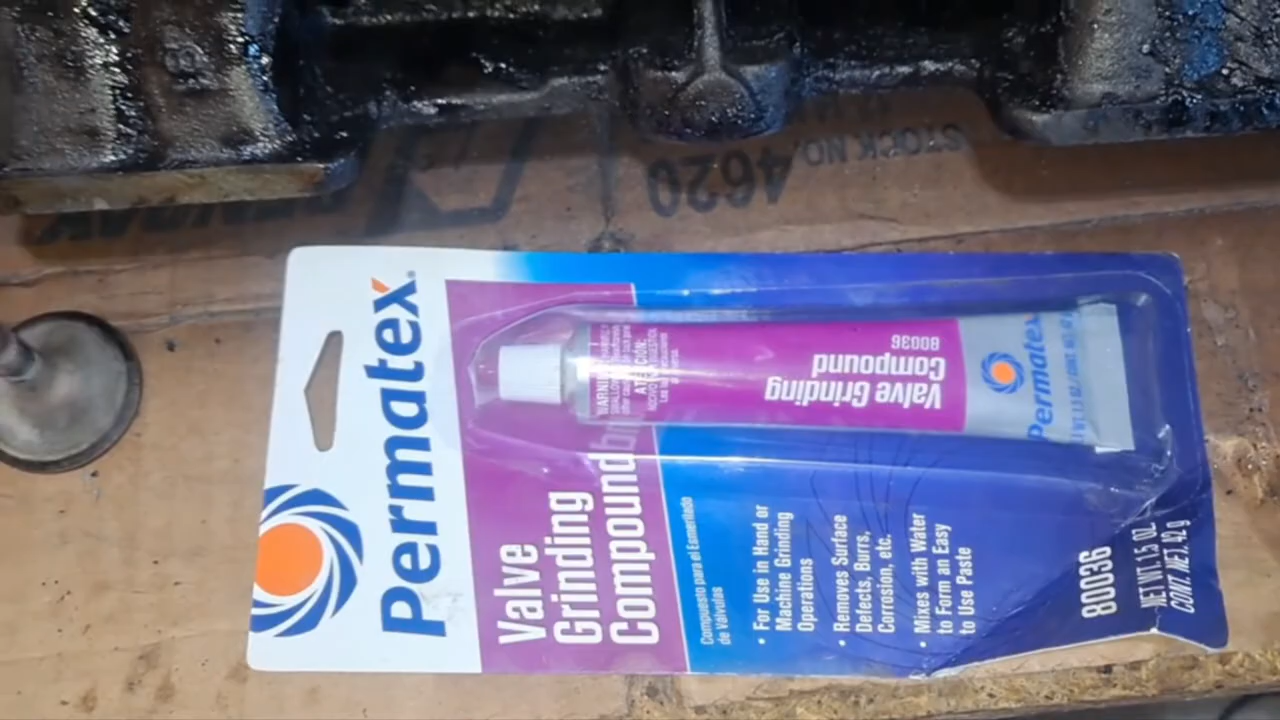 STOCK NO.
4620
Permatex®
Valve
Grinding
Compound
Compuesto para el Esmerilado
de válvulas
• For Use in Hand or
Machine Grinding
Operations
• Removes Surface
Defects, Burrs,
Corrosion, etc.
• Mixes with Water
to Form an Easy
to Use Paste
80036
NET WT. 1.5 OZ.
CONT. NET. 42 g
Permatex
Valve Grinding
Compound
80036